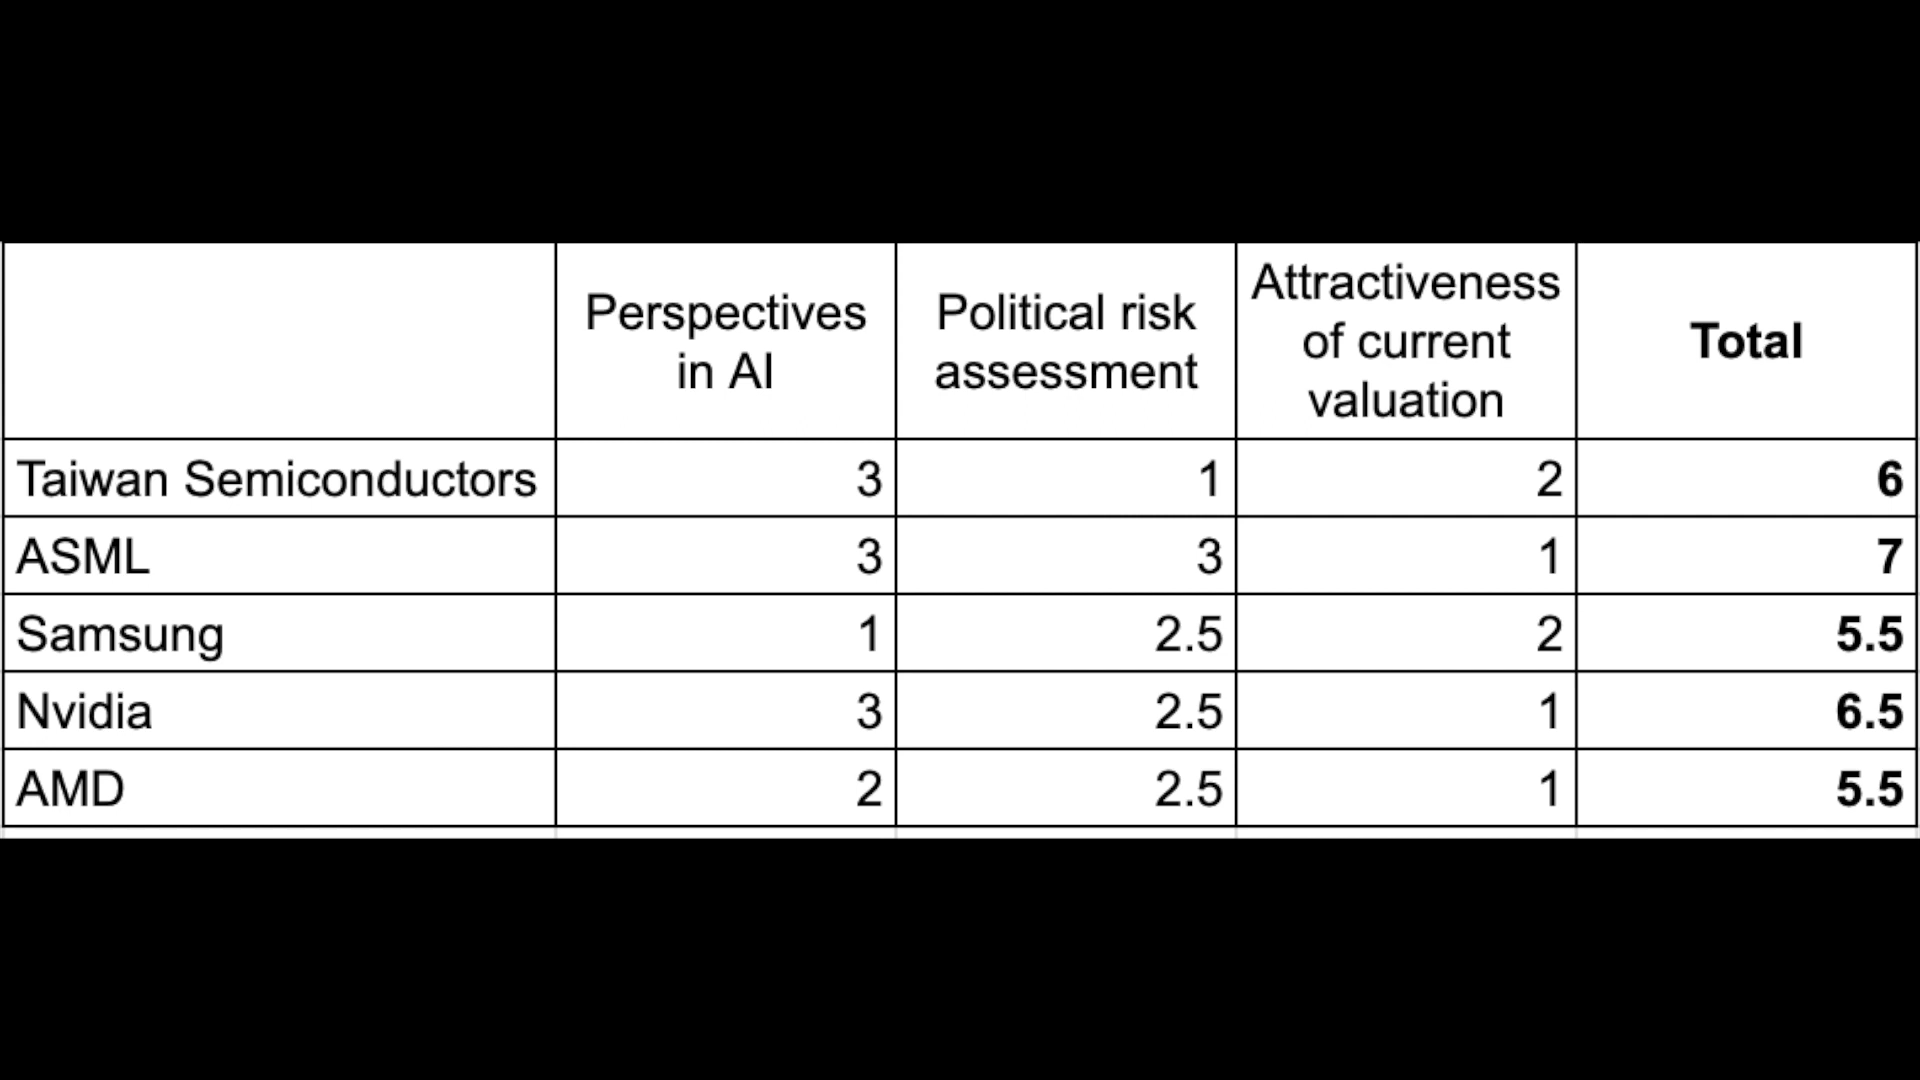 Perspectives
in AI
Political risk
assessment
Attractiveness
of current
valuation
Total
Taiwan Semiconductors 3 1 2 6
ASML 3 3 1 7
Samsung 1 2.5 2 5.5
Nvidia 3 2.5 1 6.5
AMD 2 2.5 1 5.5